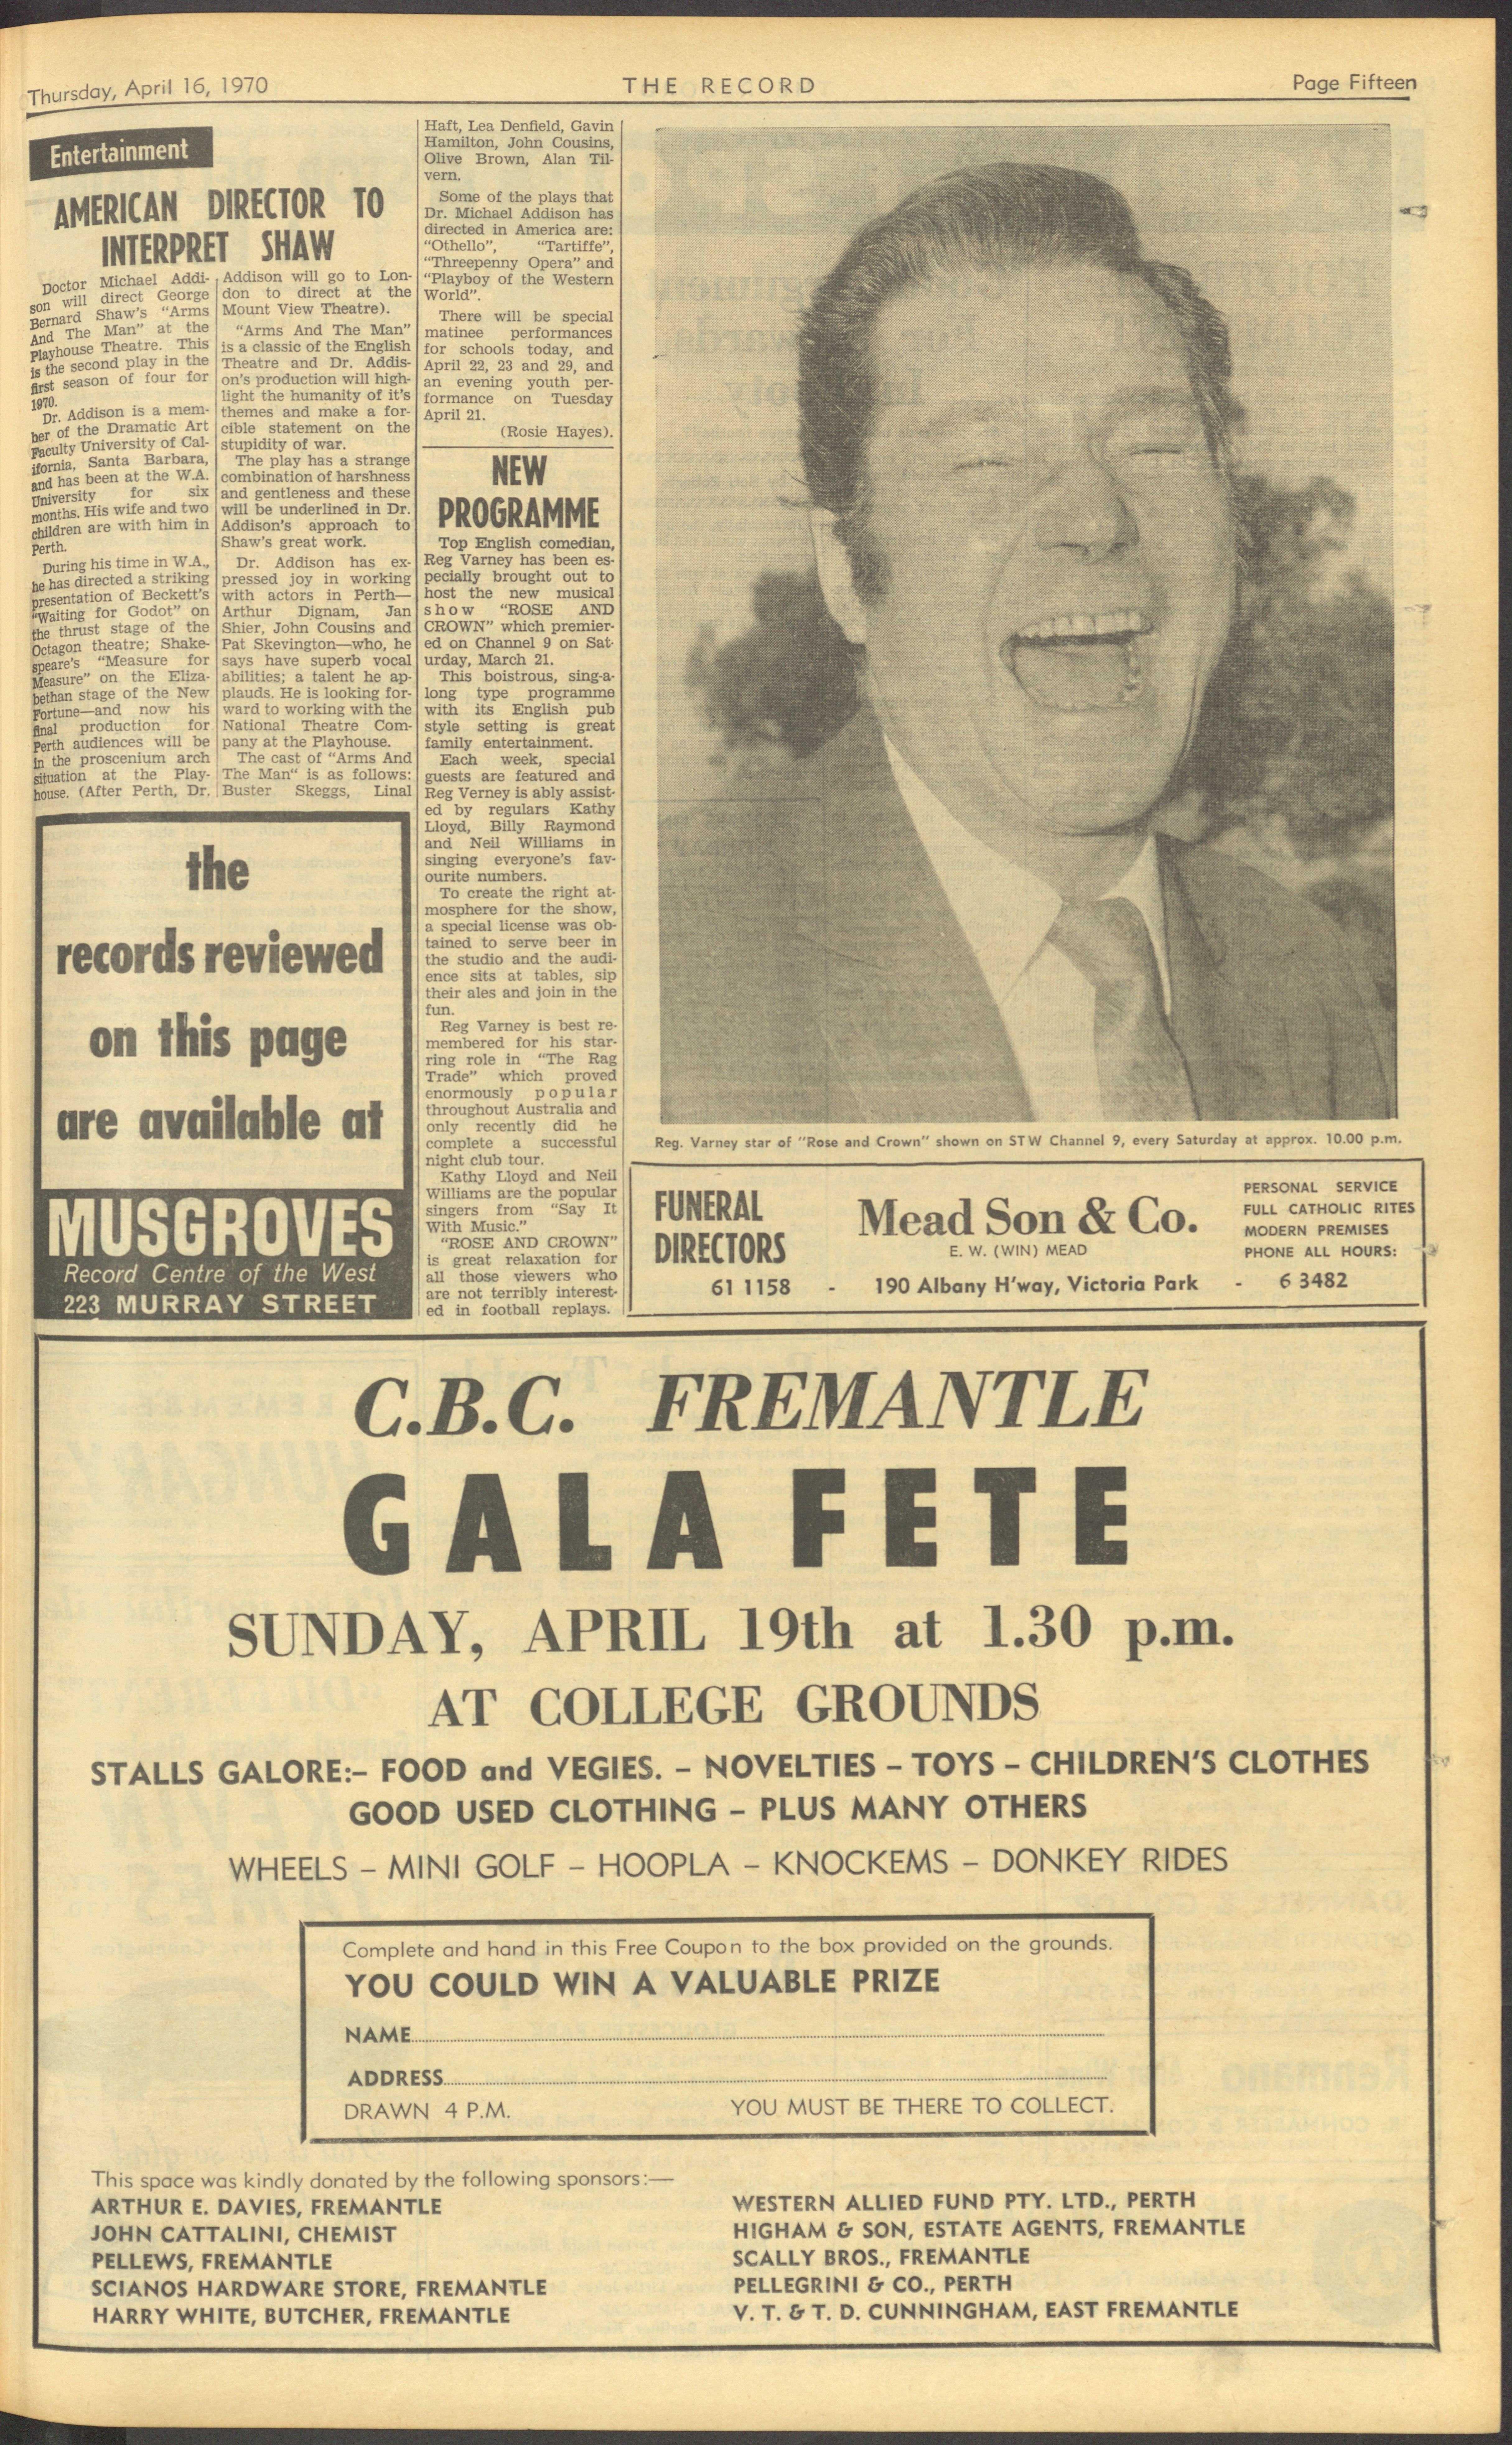 Thursday, April 16, 1970
THE RECORD
Page Fifteen
Entertainment
AMERICAN DIRECTOR TO
INTERPRET SHAW
Doctor Michael Addi-
son will direct George
Bernard Shaw's "Arms
And The Man" at the
Playhouse Theatre. This
is the second play in the
first season of four for
1970.
Dr. Addison is a mem-
ber of the Dramatic Art
Faculty University of Cal-
ifornia, Santa Barbara,
and has been at the W.A.
University for six
months. His wife and two
children are with him in
Perth.
During his time in W.A.,
he has directed a striking
presentation of Beckett's
"Waiting for Godot" on
the thrust stage of the
Octagon theatre; Shake-
speare's "Measure for
Measure" on the Eliza-
bethan stage of the New
Fortune—and now his
final production for
Perth audiences will be
in the proscenium arch
situation at the Play-
house. (After Perth, Dr.
Addison will go to Lon-
don to direct at the
Mount View Theatre).
"Arms And The Man"
is a classic of the English
Theatre and Dr. Addis-
on's production will high-
light the humanity of it's
themes and make a for-
cible statement on the
stupidity of war.
The play has a strange
combination of harshness
and gentleness and these
will be underlined in Dr.
Addison's approach to
Shaw's great work.
Dr. Addison has ex-
pressed joy in working
with actors in Perth—
Arthur Dignam, Jan
Shier, John Cousins and
Pat Skevington—who, he
says have superb vocal
abilities; a talent he ap-
plauds. He is looking for-
ward to working with the
National Theatre Com-
pany at the Playhouse.
The cast of "Arms And
The Man" is as follows:
Buster Skeggs, Linal
Haft, Lea Denfield, Gavin
Hamilton, John Cousins,
Olive Brown, Alan Til-
vern.
Some of the plays that
Dr. Michael Addison has
directed in America are:
"Othello", "Tartiffe",
"Threepenny Opera" and
"Playboy of the Western
World".
There will be special
matinee performances
for schools today, and
April 22, 23 and 29, and
an evening youth per-
formance on Tuesday
April 21.
(Rosie Hayes).
NEW
PROGRAMME
Top English comedian,
Reg Varney has been es-
pecially brought out to
host the new musical
show "ROSE AND
CROWN" which premier-
ed on Channel 9 on Sat-
urday, March 21.
This boistrous, sing-a-
long type programme
with its English pub
style setting is great
family entertainment.
Each week, special
guests are featured and
Reg Verney is ably assist-
ed by regulars Kathy
Lloyd, Billy Raymond
and Neil Williams in
singing everyone's fav-
ourite numbers.
To create the right at-
mosphere for the show,
a special license was ob-
tained to serve beer in
the studio and the audi-
ence sits at tables, sip
their ales and join in the
fun.
Reg Varney is best re-
membered for his star-
ring role in "The Rag
Trade" which proved
enormously popular
throughout Australia and
only recently did he
complete a successful
night club tour.
Kathy Lloyd and Neil
Williams are the popular
singers from "Say It
With Music."
"ROSE AND CROWN"
is great relaxation for
all those viewers who
are not terribly interest-
ed in football replays.
the
records reviewed
on this page
are available at
MUSGROVES
Record Centre of the West
223 MURRAY STREET
Reg. Varney star of "Rose and Crown" shown on STW Channel 9, every Saturday at approx. 10.00 p.m.
FUNERAL
DIRECTORS
Mead Son & Co.
E. W. (WIN) MEAD
61 1158 - 190 Albany H'way, Victoria Park - 6 3482
PERSONAL SERVICE
FULL CATHOLIC RITES
MODERN PREMISES
PHONE ALL HOURS:
C.B.C. FREMANTLE
GALA FETE
SUNDAY, APRIL 19th at 1.30 p.m.
AT COLLEGE GROUNDS
STALLS GALORE:– FOOD and VEGIES. – NOVELTIES – TOYS – CHILDREN'S CLOTHES
GOOD USED CLOTHING – PLUS MANY OTHERS
WHEELS – MINI GOLF – HOOPLA – KNOCKEMS – DONKEY RIDES
Complete and hand in this Free Coupon to the box provided on the grounds.
YOU COULD WIN A VALUABLE PRIZE
NAME
ADDRESS
DRAWN 4 P.M. YOU MUST BE THERE TO COLLECT.
This space was kindly donated by the following sponsors:—
ARTHUR E. DAVIES, FREMANTLE
JOHN CATTALINI, CHEMIST
PELLEWS, FREMANTLE
SCIANOS HARDWARE STORE, FREMANTLE
HARRY WHITE, BUTCHER, FREMANTLE
WESTERN ALLIED FUND PTY. LTD., PERTH
HIGHAM & SON, ESTATE AGENTS, FREMANTLE
SCALLY BROS., FREMANTLE
PELLEGRINI & CO., PERTH
V. T. & T. D. CUNNINGHAM, EAST FREMANTLE